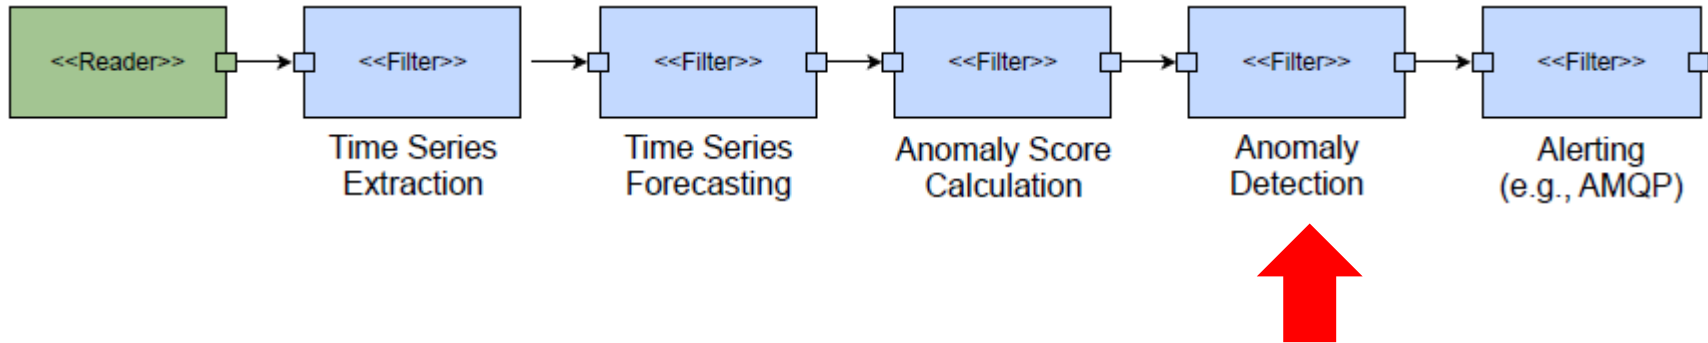 <<Reader>>
<<Filter>>
<<Filter>>
<<Filter>>
<<Filter>>
<<Filter>>
Time Series
Extraction
Time Series
Forecasting
Anomaly Score
Calculation
Anomaly
Detection
Alerting
(e.g., AMQP)